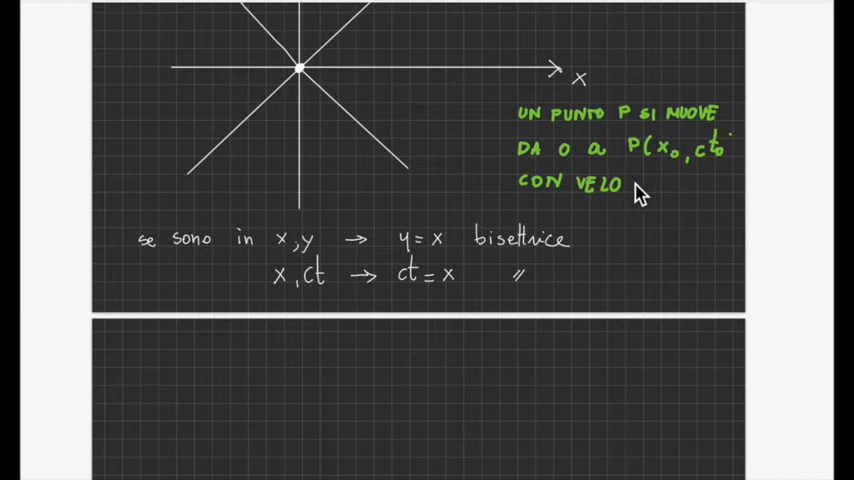 x
UN PUNTO P SI MUOVE
DA O a P(x₀, ct₀
CON VELO
se sono in x,y → y=x bisettrice
x,ct → ct=x //